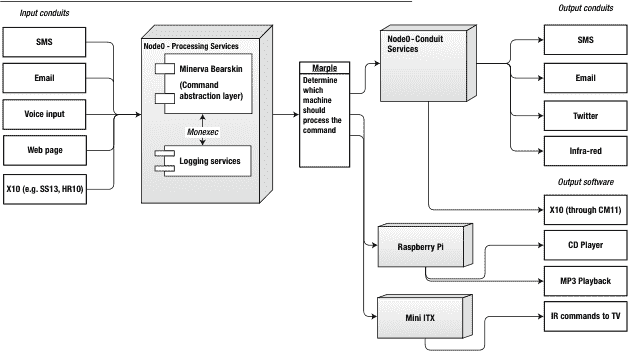 Input conduits
SMS
Email
Voice input
Web page
X10 (e.g. SS13, HR10)
Node0 - Processing Services
Minerva Bearskin
(Command
abstraction layer)
Monexec
Logging services
Marple
Determine
which
machine
should
process the
command
Node0-Conduit
Services
Output conduits
SMS
Email
Twitter
Infra-red
Output software
X10 (through CM11)
Raspberry Pi
CD Player
MP3 Playback
Mini ITX
IR commands to TV